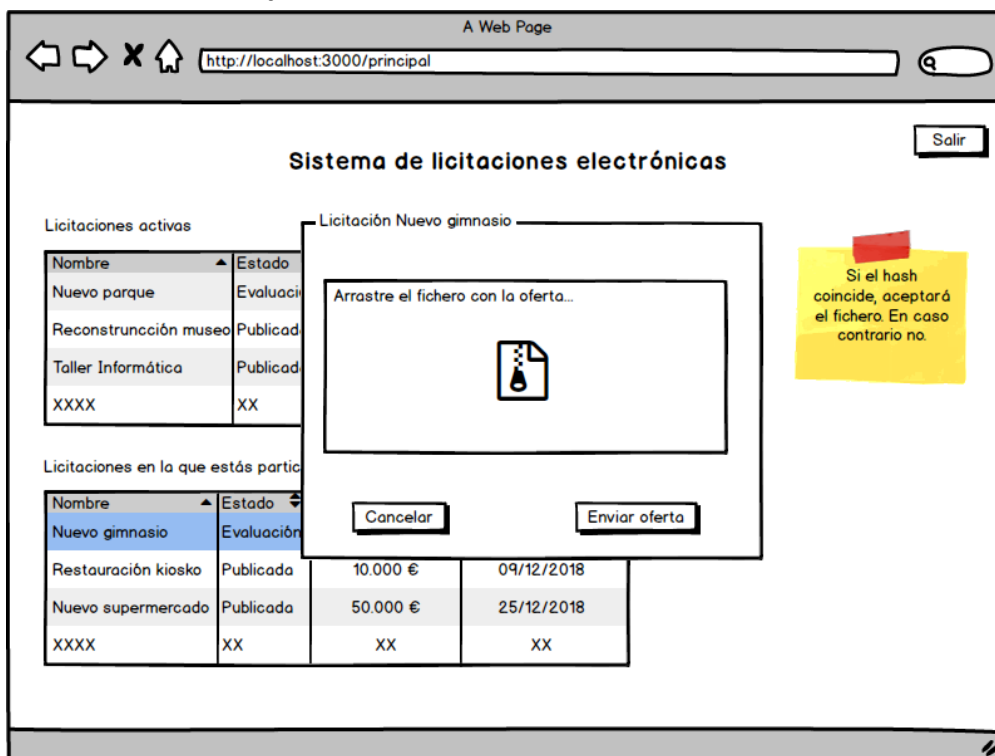 A Web Page
http://localhost:3000/principal
Salir
Sistema de licitaciones electrónicas
Licitaciones activas
Nombre Estado
Nuevo parque
Reconstruncción museo
Taller Informática
XXXX XX
Licitación Nuevo gimnasio
Arrastre el fichero con la oferta...
Cancelar Enviar oferta
Si el hash
coincide, aceptará
el fichero. En caso
contrario no.
Licitaciones en la que estás partic
Nombre Estado
Nuevo gimnasio Evaluación
Restauración kiosko Publicada 10.000 € 09/12/2018
Nuevo supermercado Publicada 50.000 € 25/12/2018
XXXX XX XX XX